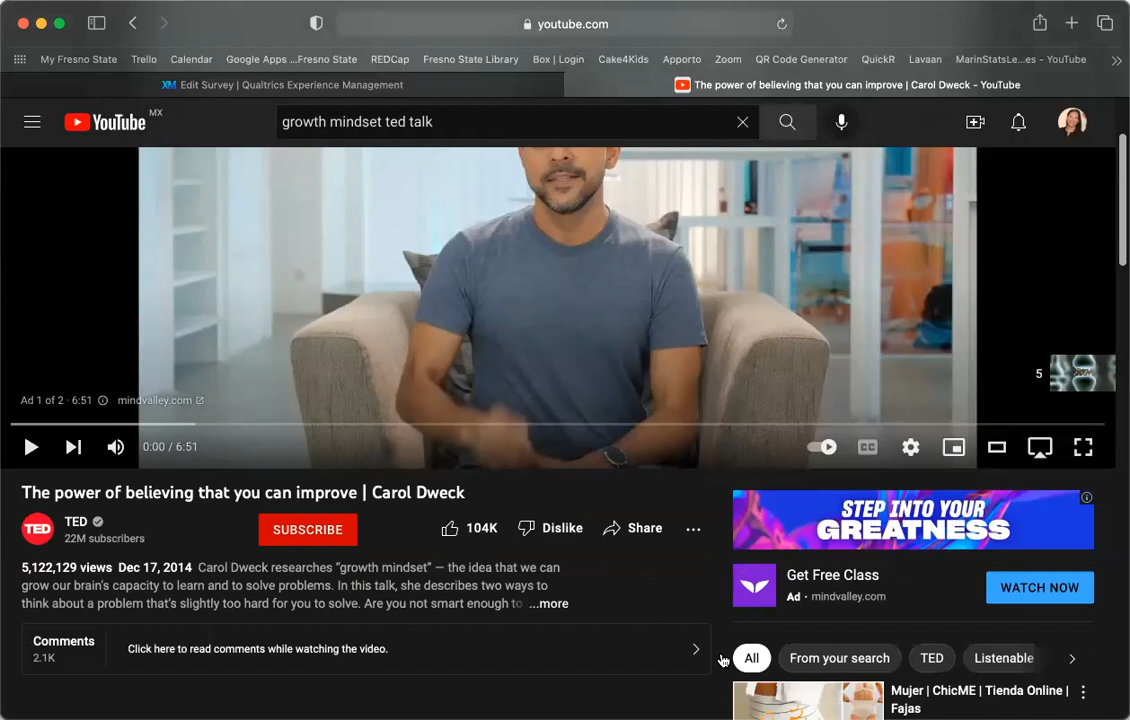 youtube.com
My Fresno State
Trello
Calendar
Google Apps ...Fresno State
REDCap
Fresno State Library
Box | Login
Cake4Kids
Apporto
Zoom
QR Code Generator
QuickR
Lavaan
MarinStatsLe...es - YouTube
XM Edit Survey | Qualtrics Experience Management
The power of believing that you can improve | Carol Dweck - YouTube
YouTube MX
growth mindset ted talk
5
Ad 1 of 2 · 6:51
mindvalley.com
0:00 / 6:51
CC
The power of believing that you can improve | Carol Dweck
TED
TED
22M subscribers
SUBSCRIBE
104K
Dislike
Share
5,122,129 views Dec 17, 2014 Carol Dweck researches “growth mindset” — the idea that we can
grow our brain's capacity to learn and to solve problems. In this talk, she describes two ways to
think about a problem that's slightly too hard for you to solve. Are you not smart enough to ...more
Comments
2.1K
Click here to read comments while watching the video.
STEP INTO YOUR
GREATNESS
Get Free Class
Ad · mindvalley.com
WATCH NOW
All
From your search
TED
Listenable
Mujer | ChicME | Tienda Online |
Fajas